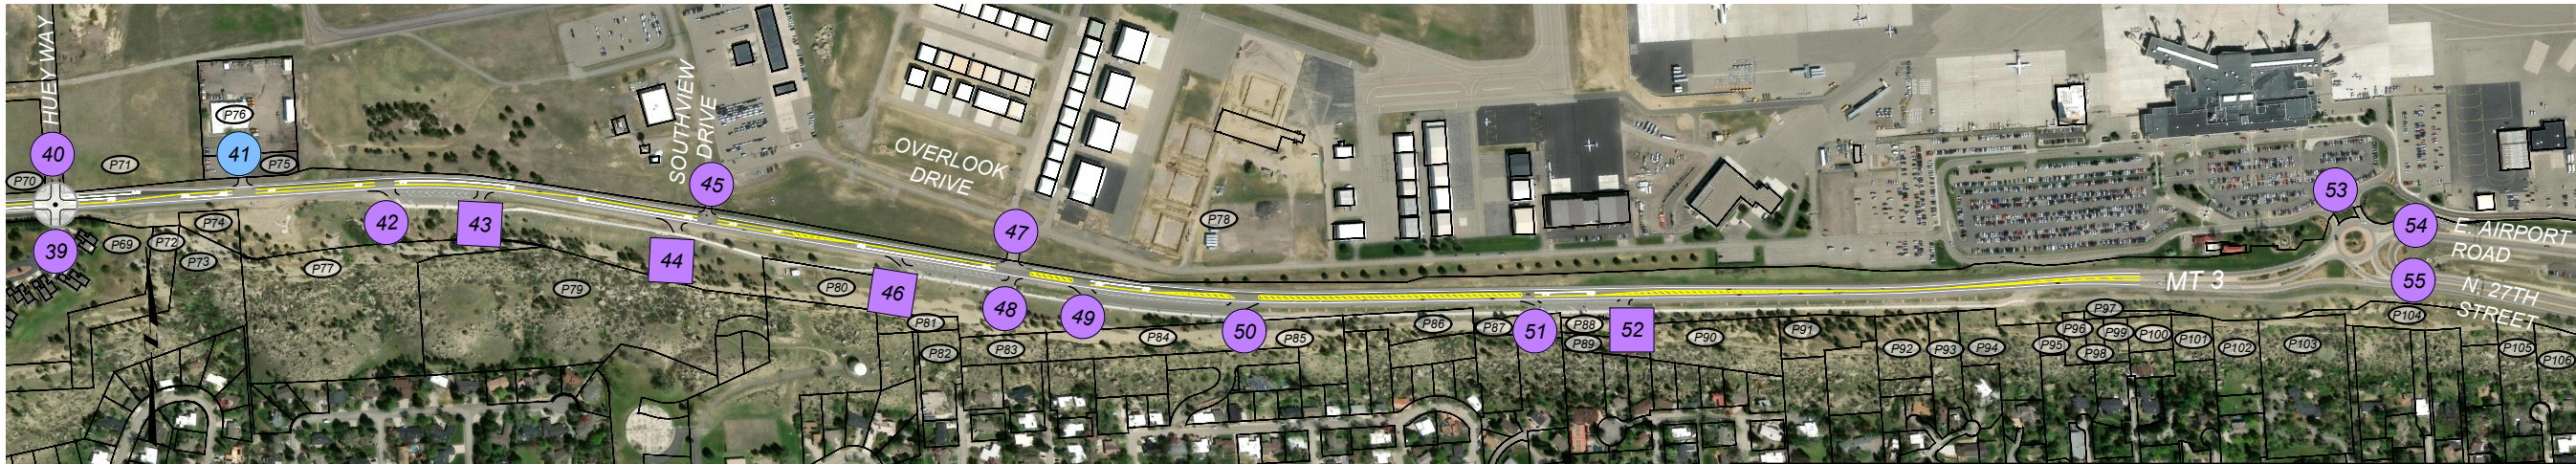 HUEY WAY
SOUTHVIEW
DRIVE
OVERLOOK
DRIVE
MT 3
E. AIRPORT
ROAD
N. 27TH
STREET
40
41
45
47
53
54
39
42
43
44
46
48
49
50
51
52
55
P70
P71
P76
P75
P78
P69
P72
P73
P74
P77
P79
P80
P81
P82
P83
P84
P85
P86
P87
P88
P89
P90
P91
P92
P93
P94
P95
P96
P97
P98
P99
P100
P101
P102
P103
P104
P105
P106